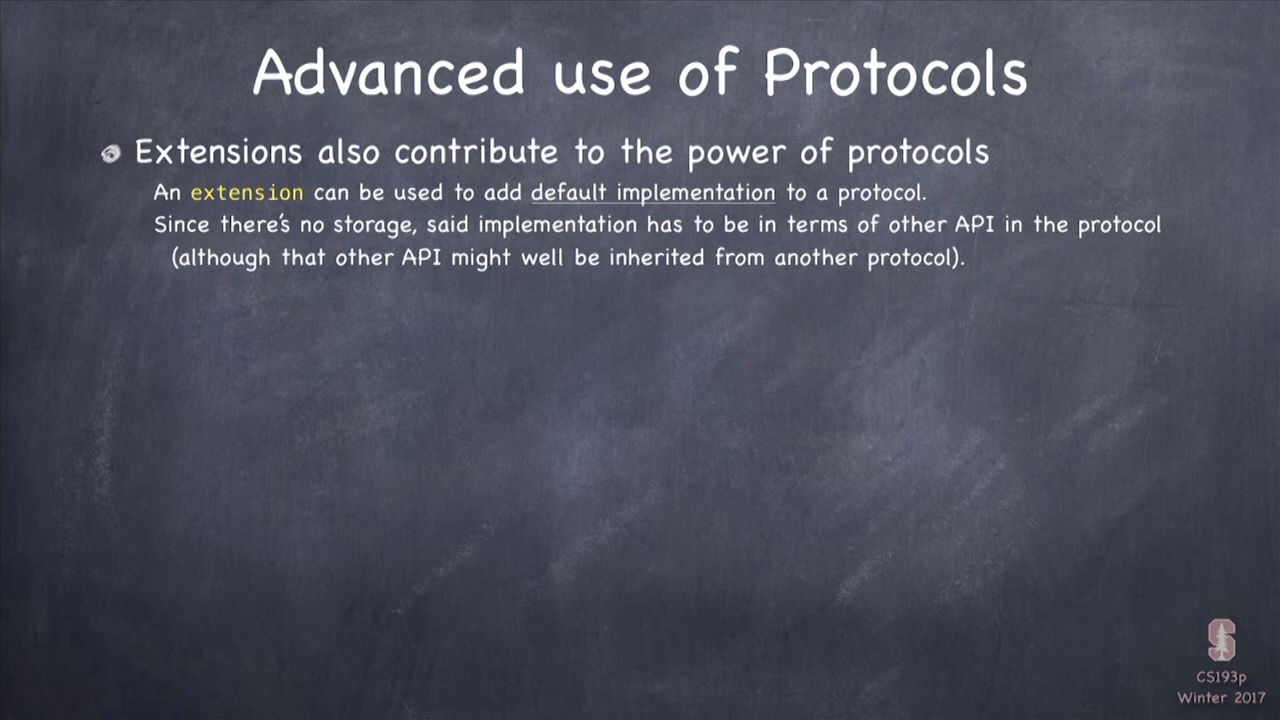 Advanced use of Protocols
Extensions also contribute to the power of protocols
An extension can be used to add default implementation to a protocol.
Since there's no storage, said implementation has to be in terms of other API in the protocol
(although that other API might well be inherited from another protocol).
S
CS193p
Winter 2017